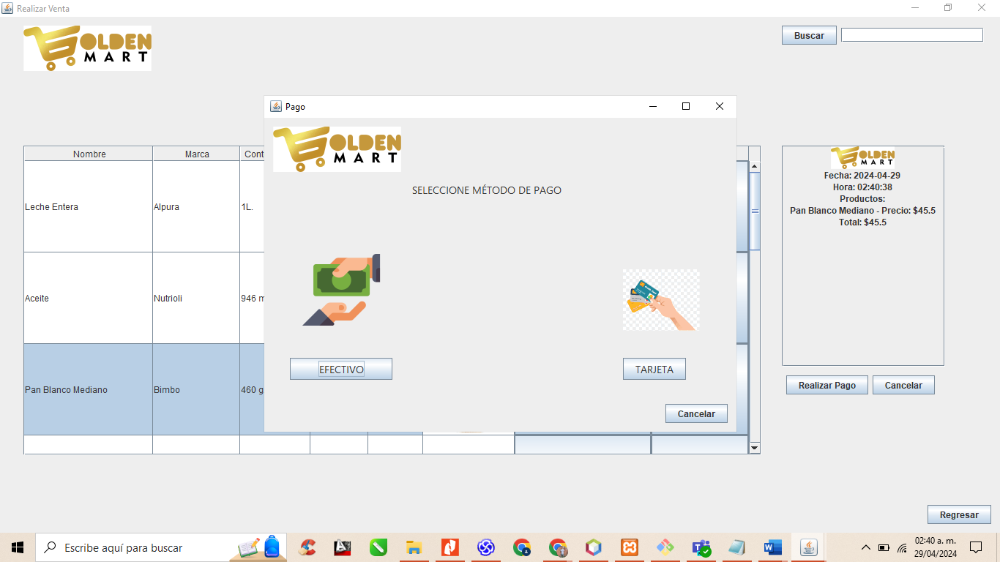 Realizar Venta
OLDEN
MART
Buscar
Pago
OLDEN
MART
SELECCIONE MÉTODO DE PAGO
EFECTIVO
TARJETA
Cancelar
Nombre Marca Cont
Leche Entera Alpura 1L.
Aceite Nutrioli 946 m
Pan Blanco Mediano Bimbo 460 g
OLDEN
MART
Fecha: 2024-04-29
Hora: 02:40:38
Productos:
Pan Blanco Mediano - Precio: $45.5
Total: $45.5
Realizar Pago Cancelar
Regresar
Escribe aquí para buscar
02:40 a. m.
29/04/2024